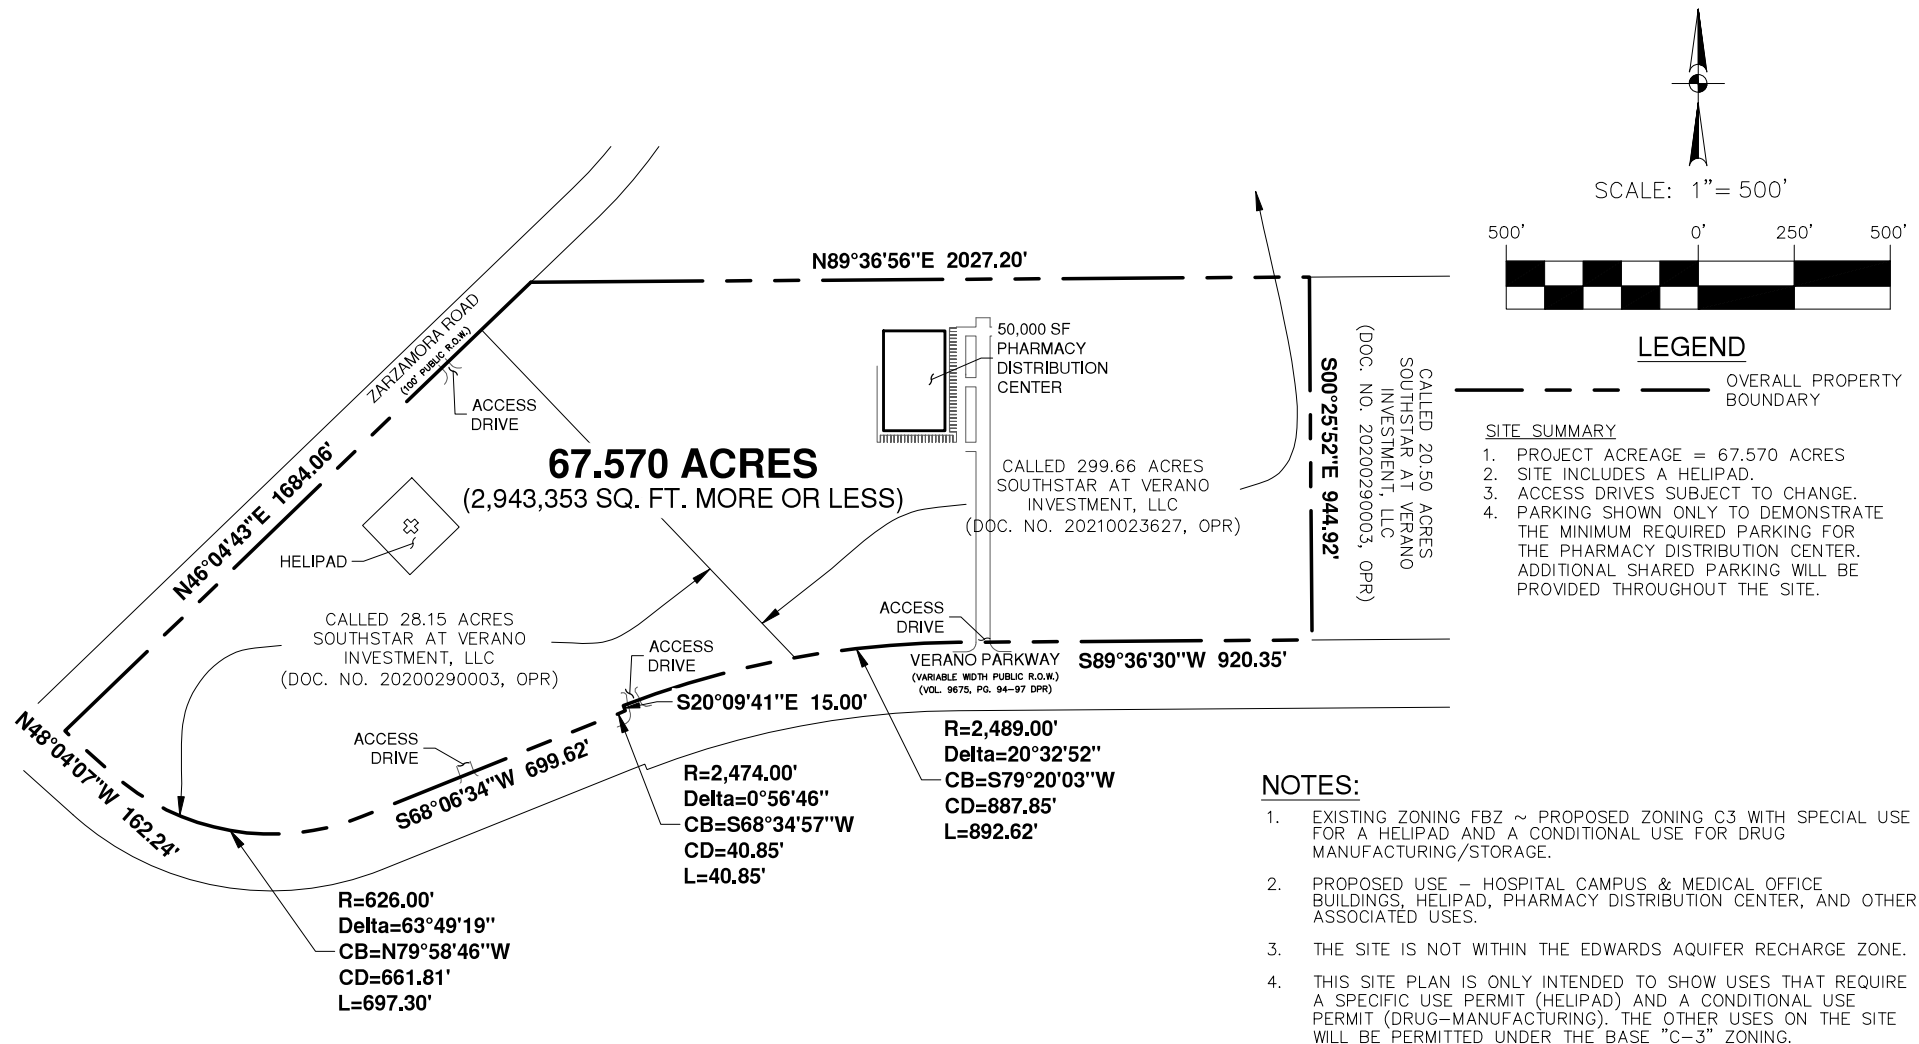 SCALE: 1"= 500'
500' 0' 250' 500'
LEGEND
OVERALL PROPERTY
BOUNDARY
SITE SUMMARY
1. PROJECT ACREAGE = 67.570 ACRES
2. SITE INCLUDES A HELIPAD.
3. ACCESS DRIVES SUBJECT TO CHANGE.
4. PARKING SHOWN ONLY TO DEMONSTRATE
THE MINIMUM REQUIRED PARKING FOR
THE PHARMACY DISTRIBUTION CENTER.
ADDITIONAL SHARED PARKING WILL BE
PROVIDED THROUGHOUT THE SITE.
N89°36'56"E 2027.20'
ZARZAMORA ROAD
(100' PUBLIC R.O.W.)
50,000 SF
PHARMACY
DISTRIBUTION
CENTER
ACCESS
DRIVE
67.570 ACRES
(2,943,353 SQ. FT. MORE OR LESS)
N46°04'43"E 1684.06'
HELIPAD
CALLED 299.66 ACRES
SOUTHSTAR AT VERANO
INVESTMENT, LLC
(DOC. NO. 20210023627, OPR)
S00°25'52"E 944.92'
CALLED 20.50 ACRES
SOUTHSTAR AT VERANO
INVESTMENT, LLC
(DOC. NO. 20200290003, OPR)
CALLED 28.15 ACRES
SOUTHSTAR AT VERANO
INVESTMENT, LLC
(DOC. NO. 20200290003, OPR)
ACCESS
DRIVE
ACCESS
DRIVE
VERANO PARKWAY
(VARIABLE WIDTH PUBLIC R.O.W.)
(VOL. 9675, PG. 94-97 DPR)
S89°36'30"W 920.35'
S20°09'41"E 15.00'
N48°04'07"W 162.24'
ACCESS
DRIVE
S68°06'34"W 699.62'
R=2,489.00'
Delta=20°32'52"
CB=S79°20'03"W
CD=887.85'
L=892.62'
R=2,474.00'
Delta=0°56'46"
CB=S68°34'57"W
CD=40.85'
L=40.85'
R=626.00'
Delta=63°49'19"
CB=N79°58'46"W
CD=661.81'
L=697.30'
NOTES:
1. EXISTING ZONING FBZ ~ PROPOSED ZONING C3 WITH SPECIAL USE
FOR A HELIPAD AND A CONDITIONAL USE FOR DRUG
MANUFACTURING/STORAGE.
2. PROPOSED USE – HOSPITAL CAMPUS & MEDICAL OFFICE
BUILDINGS, HELIPAD, PHARMACY DISTRIBUTION CENTER, AND OTHER
ASSOCIATED USES.
3. THE SITE IS NOT WITHIN THE EDWARDS AQUIFER RECHARGE ZONE.
4. THIS SITE PLAN IS ONLY INTENDED TO SHOW USES THAT REQUIRE
A SPECIFIC USE PERMIT (HELIPAD) AND A CONDITIONAL USE
PERMIT (DRUG-MANUFACTURING). THE OTHER USES ON THE SITE
WILL BE PERMITTED UNDER THE BASE "C-3" ZONING.